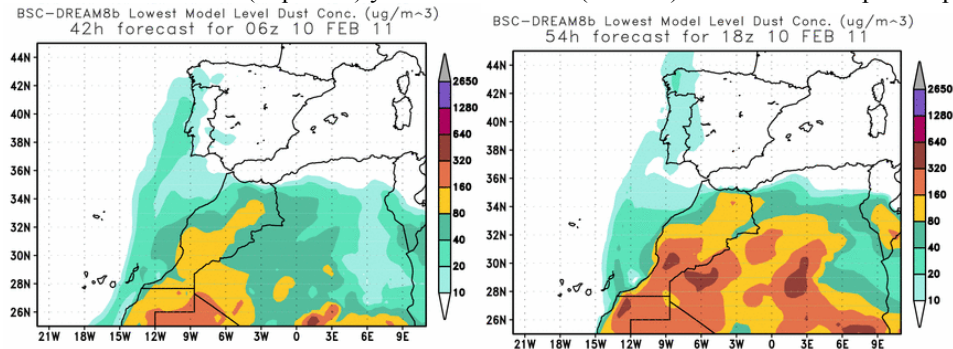 BSC-DREAM8b Lowest Model Level Dust Conc. (ug/m^3)
42h forecast for 06z 10 FEB 11
44N
42N
40N
38N
36N
34N
32N
30N
28N
26N
21W 18W 15W 12W 9W 6W 3W 0 3E 6E 9E
2650
1280
640
320
160
80
40
20
10
BSC-DREAM8b Lowest Model Level Dust Conc. (ug/m^3)
54h forecast for 18z 10 FEB 11
44N
42N
40N
38N
36N
34N
32N
30N
28N
26N
21W 18W 15W 12W 9W 6W 3W 0 3E 6E 9E
2650
1280
640
320
160
80
40
20
10